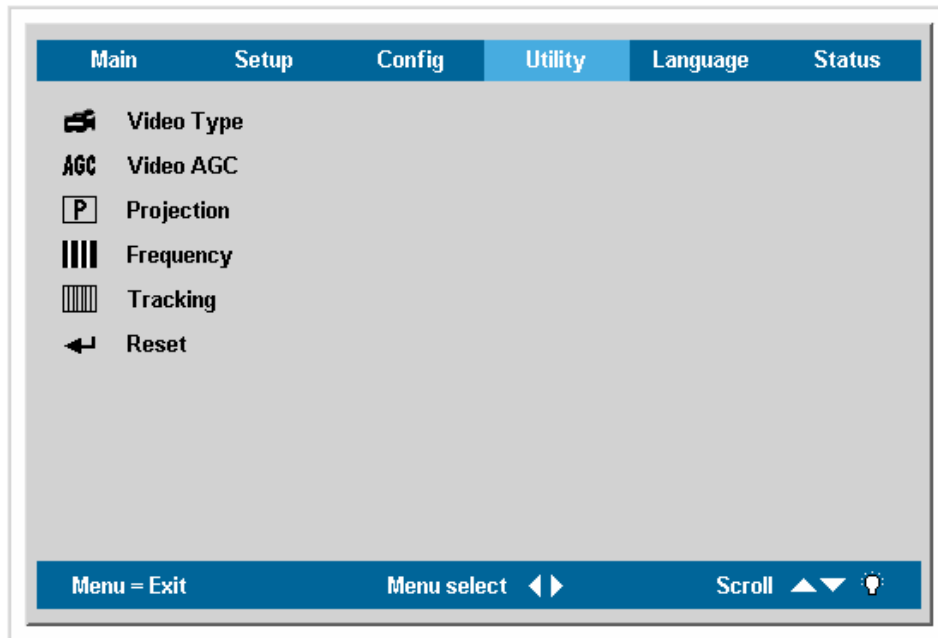 Main Setup Config Utility Language Status
Video Type
AGC Video AGC
P Projection
Frequency
Tracking
Reset
Menu = Exit Menu select Scroll